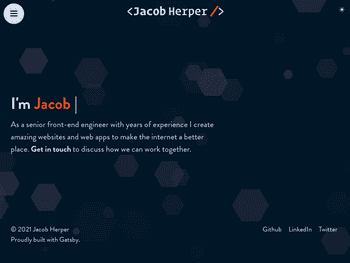 <Jacob Herper />
I'm Jacob
As a senior front-end engineer with years of experience I create
amazing websites and web apps to make the internet a better
place. Get in touch to discuss how we can work together.
© 2021 Jacob Herper
Github LinkedIn Twitter
Proudly built with Gatsby.